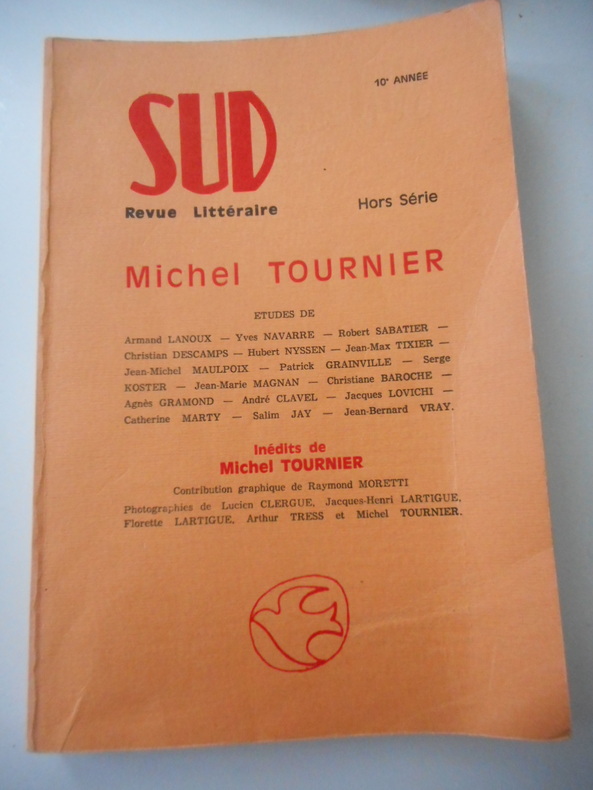 10e ANNÉE
SUD
Revue Littéraire
Hors Série
Michel TOURNIER
ETUDES DE
Armand LANOUX — Yves NAVARRE — Robert SABATIER —
Christian DESCAMPS — Hubert NYSSEN — Jean-Max TIXIER —
Jean-Michel MAULPOIX — Patrick GRAINVILLE — Serge
KOSTER — Jean-Marie MAGNAN — Christiane BAROCHE —
Agnès GRAMOND — André CLAVEL — Jacques LOVICHI —
Catherine MARTY — Salim JAY — Jean-Bernard VRAY.
Inédits de
Michel TOURNIER
Contribution graphique de Raymond MORETTI
Photographies de Lucien CLERGUE, Jacques-Henri LARTIGUE,
Florette LARTIGUE, Arthur TRESS et Michel TOURNIER.